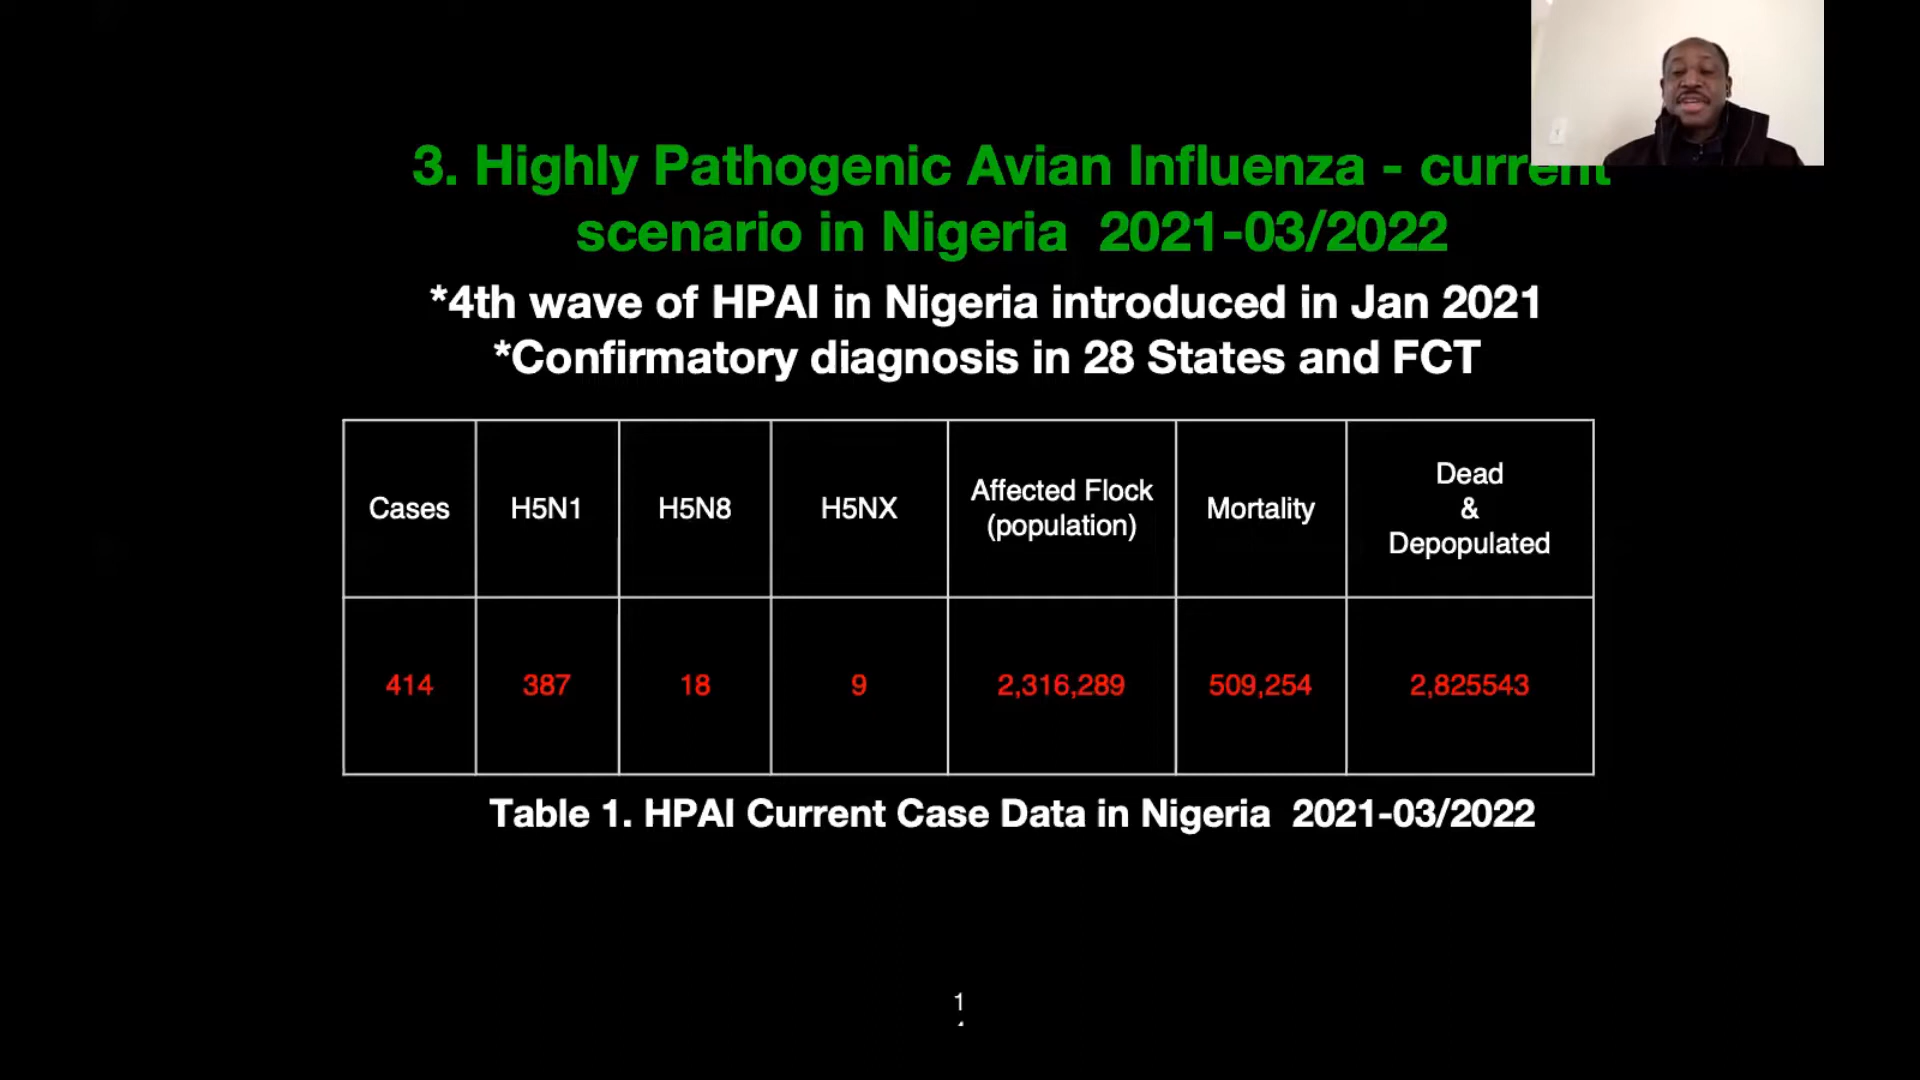 3. Highly Pathogenic Avian Influenza - current
scenario in Nigeria 2021-03/2022
*4th wave of HPAI in Nigeria introduced in Jan 2021
*Confirmatory diagnosis in 28 States and FCT
Cases H5N1 H5N8 H5NX Affected Flock (population) Mortality Dead & Depopulated
414 387 18 9 2,316,289 509,254 2,825543
Table 1. HPAI Current Case Data in Nigeria 2021-03/2022
1